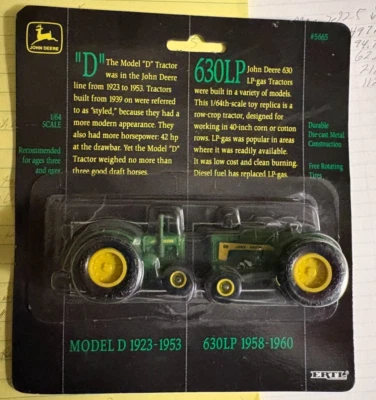 JOHN DEERE
#5665
"D"
The Model "D" Tractor
was in the John Deere
line from 1923 to 1953. Tractors
built from 1939 on were referred
to as "styled," because they had a
more modern appearance. They
also had more horsepower: 42 hp
at the drawbar. Yet the Model "D"
Tractor weighed no more than
three good draft horses.
630LP
John Deere 630
LP-gas Tractors
were built in a variety of models.
This 1/64th-scale toy replica is a
row-crop tractor, designed for
working in 40-inch corn or cotton
rows. LP-gas was popular in areas
where it was readily available.
It was low cost and clean burning.
Diesel fuel has replaced LP-gas.
1/64
SCALE
Recommended
for ages three
and over.
Durable
Die-cast Metal
Construction
Free Rotating
Tires
MODEL D 1923-1953
630LP 1958-1960
ERTL